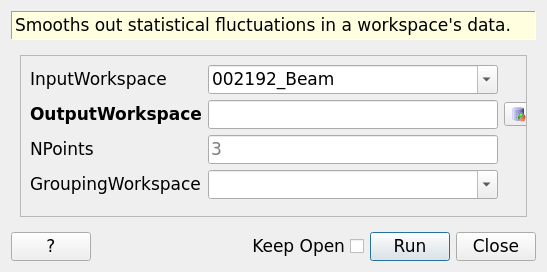 Smooths out statistical fluctuations in a workspace's data.
InputWorkspace 002192_Beam
OutputWorkspace
NPoints 3
GroupingWorkspace
? Keep Open Run Close